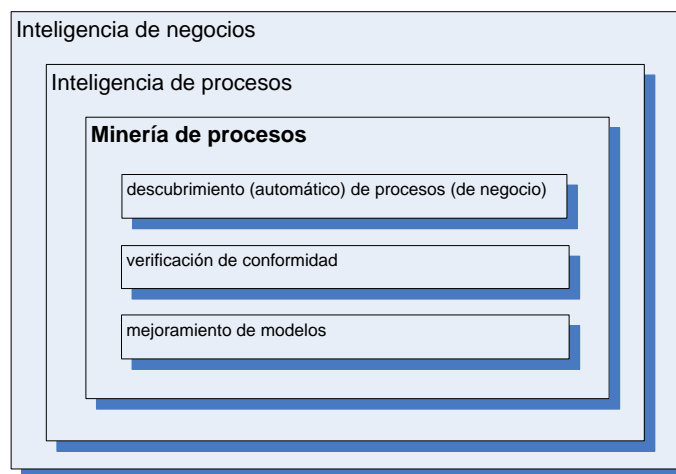 Inteligencia de negocios
Inteligencia de procesos
Minería de procesos
descubrimiento (automático) de procesos (de negocio)
verificación de conformidad
mejoramiento de modelos